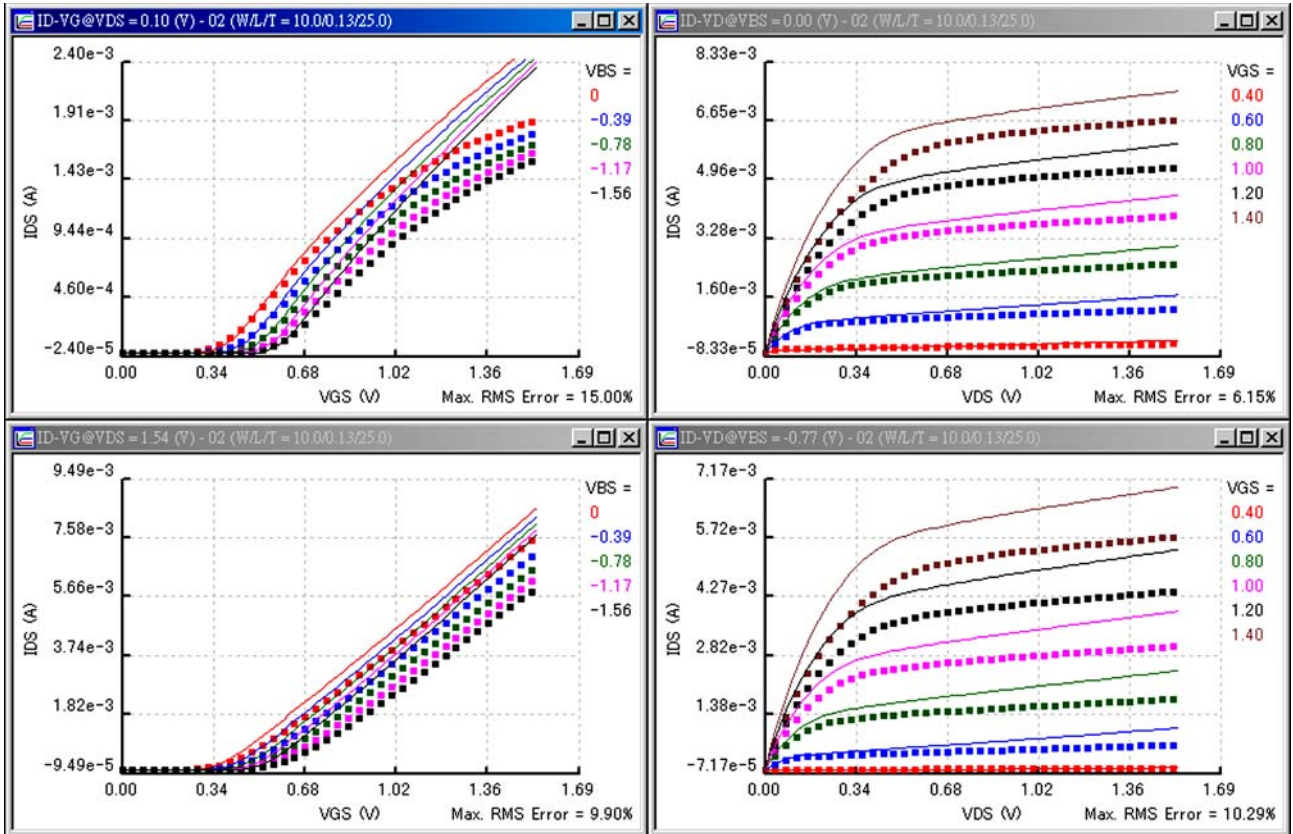 ID-VG@VDS = 0.10 (V) - 02 (W/L/T = 10.0/0.13/25.0)
2.40e-3
1.91e-3
1.43e-3
9.44e-4
4.60e-4
-2.40e-5
IDS (A)
0.00 0.34 0.68 1.02 1.36 1.69
VGS (V)
Max. RMS Error = 15.00%
VBS =
0
-0.39
-0.78
-1.17
-1.56
ID-VD@VBS = 0.00 (V) - 02 (W/L/T = 10.0/0.13/25.0)
8.33e-3
6.65e-3
4.96e-3
3.28e-3
1.60e-3
-8.33e-5
IDS (A)
0.00 0.34 0.68 1.02 1.36 1.69
VDS (V)
Max. RMS Error = 6.15%
VGS =
0.40
0.60
0.80
1.00
1.20
1.40
ID-VG@VDS = 1.54 (V) - 02 (W/L/T = 10.0/0.13/25.0)
9.49e-3
7.58e-3
5.66e-3
3.74e-3
1.82e-3
-9.49e-5
IDS (A)
0.00 0.34 0.68 1.02 1.36 1.69
VGS (V)
Max. RMS Error = 9.90%
VBS =
0
-0.39
-0.78
-1.17
-1.56
ID-VD@VBS = -0.77 (V) - 02 (W/L/T = 10.0/0.13/25.0)
7.17e-3
5.72e-3
4.27e-3
2.82e-3
1.38e-3
-7.17e-5
IDS (A)
0.00 0.34 0.68 1.02 1.36 1.69
VDS (V)
Max. RMS Error = 10.29%
VGS =
0.40
0.60
0.80
1.00
1.20
1.40